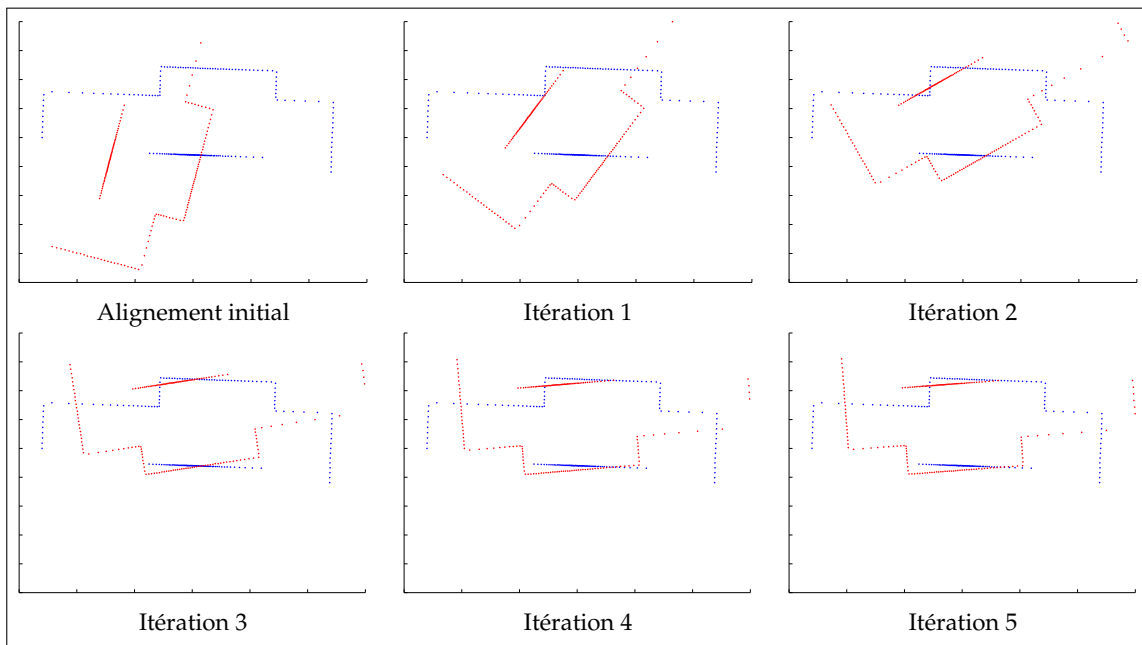 Alignement initial
Itération 1
Itération 2
Itération 3
Itération 4
Itération 5